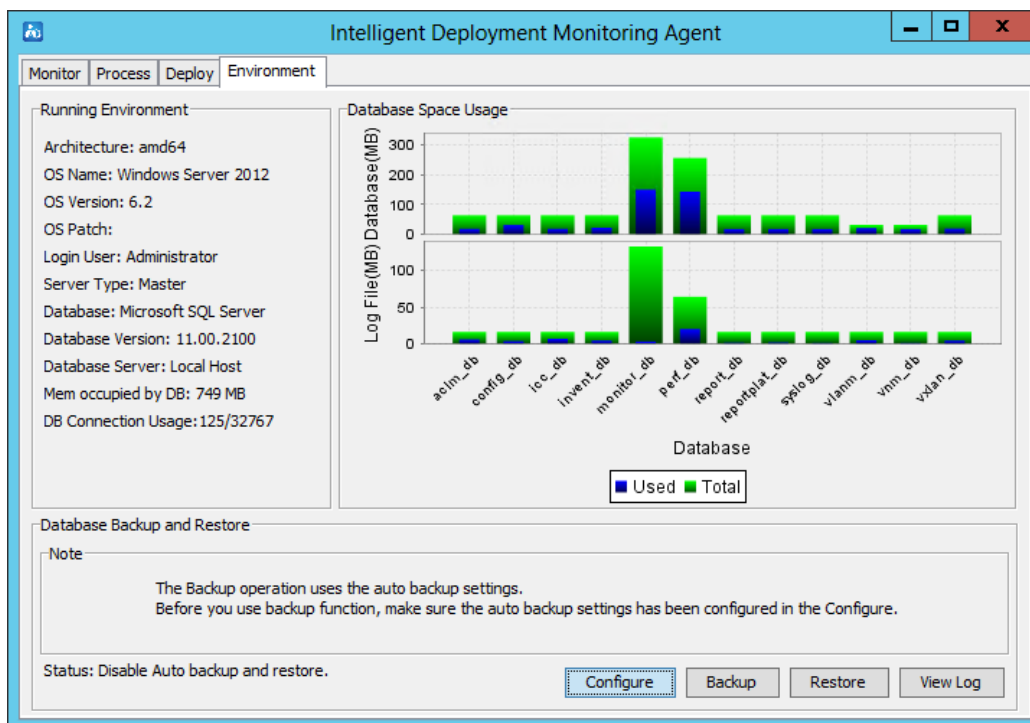 Intelligent Deployment Monitoring Agent
Monitor Process Deploy Environment
Running Environment
Architecture: amd64
OS Name: Windows Server 2012
OS Version: 6.2
OS Patch:
Login User: Administrator
Server Type: Master
Database: Microsoft SQL Server
Database Version: 11.00.2100
Database Server: Local Host
Mem occupied by DB: 749 MB
DB Connection Usage:125/32767
Database Space Usage
Database(MB)
300
200
100
0
Log File(MB)
100
50
0
aclm_db
config_db
icc_db
invent_db
monitor_db
perf_db
report_db
reportplat_db
syslog_db
vlanm_db
vnm_db
vxlan_db
Database
Used Total
Database Backup and Restore
Note
The Backup operation uses the auto backup settings.
Before you use backup function, make sure the auto backup settings has been configured in the Configure.
Status: Disable Auto backup and restore.
Configure Backup Restore View Log